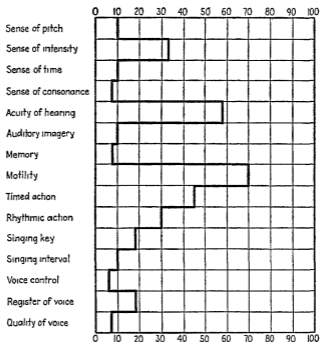 0 10 20 30 40 50 60 70 80 90 100
Sense of pitch
Sense of intensity
Sense of time
Sense of consonance
Acuity of hearing
Auditory imagery
Memory
Motility
Timed action
Rhythmic action
Singing key
Singing interval
Voice control
Register of voice
Quality of voice
0 10 20 30 40 50 60 70 80 90 100